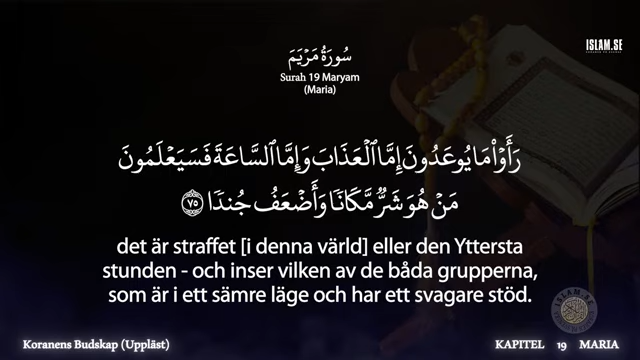 ISLAM.SE
سُورَةُ مَرْيَمَ
Surah 19 Maryam
(Maria)
رَأَوْا۟ مَا يُوعَدُونَ إِمَّا ٱلْعَذَابَ وَإِمَّا ٱلسَّاعَةَ فَسَيَعْلَمُونَ
مَنْ هُوَ شَرٌّ مَّكَانًا وَأَضْعَفُ جُندًا ٧٥
det är straffet [i denna värld] eller den Yttersta
stunden - och inser vilken av de båda grupperna,
som är i ett sämre läge och har ett svagare stöd.
ISLAM.SE
Koranens Budskap (Uppläst)
KAPITEL 19 MARIA